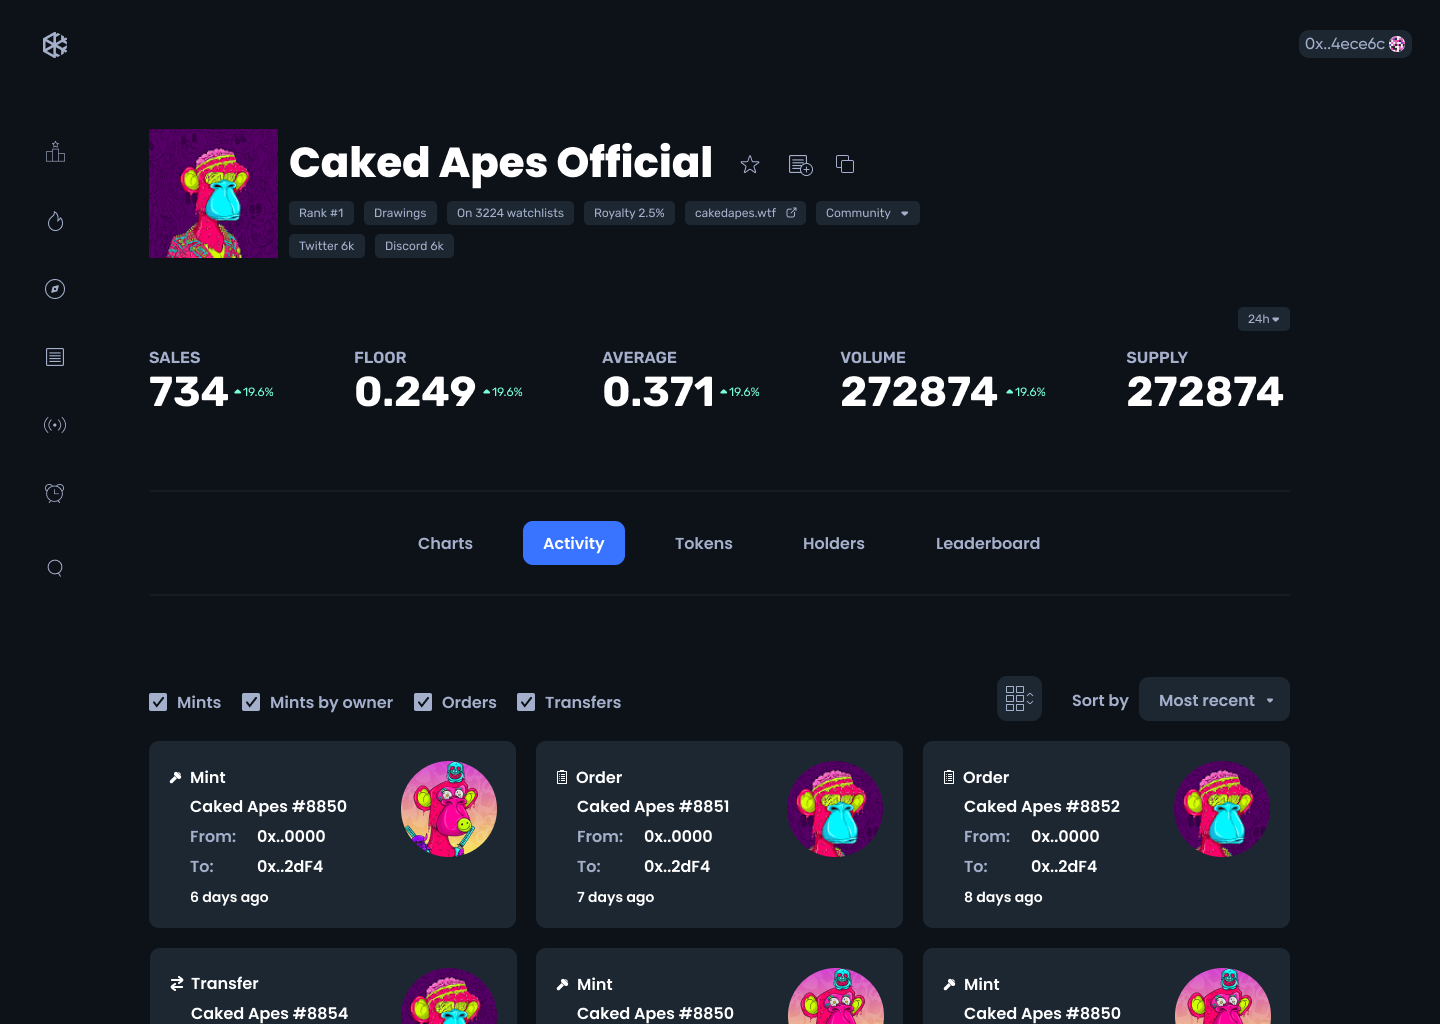 0x..4ece6c
Caked Apes Official
Rank #1 Drawings On 3224 watchlists Royalty 2.5% cakedapes.wtf Community
Twitter 6k Discord 6k
24h
SALES FLOOR AVERAGE VOLUME SUPPLY
734 19.6% 0.249 19.6% 0.371 19.6% 272874 19.6% 272874
Charts Activity Tokens Holders Leaderboard
Mints Mints by owner Orders Transfers Sort by Most recent
Mint
Caked Apes #8850
From: 0x..0000
To: 0x..2dF4
6 days ago
Order
Caked Apes #8851
From: 0x..0000
To: 0x..2dF4
7 days ago
Order
Caked Apes #8852
From: 0x..0000
To: 0x..2dF4
8 days ago
Transfer
Caked Apes #8854
Mint
Caked Apes #8850
Mint
Caked Apes #8850